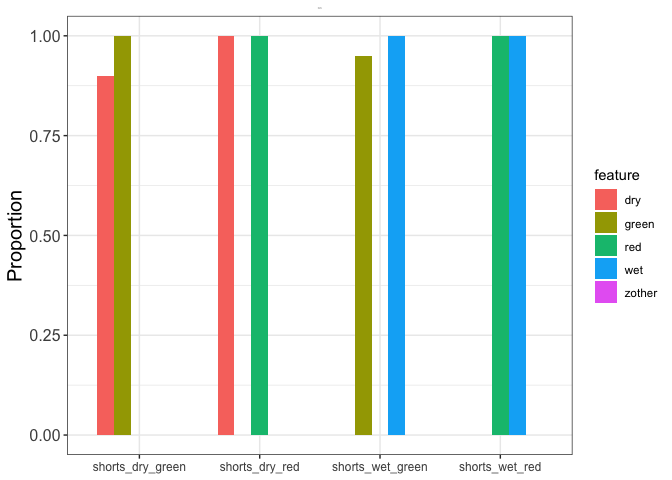 1.00
0.75
0.50
0.25
0.00
Proportion
shorts_dry_green shorts_dry_red shorts_wet_green shorts_wet_red
feature
dry
green
red
wet
zother